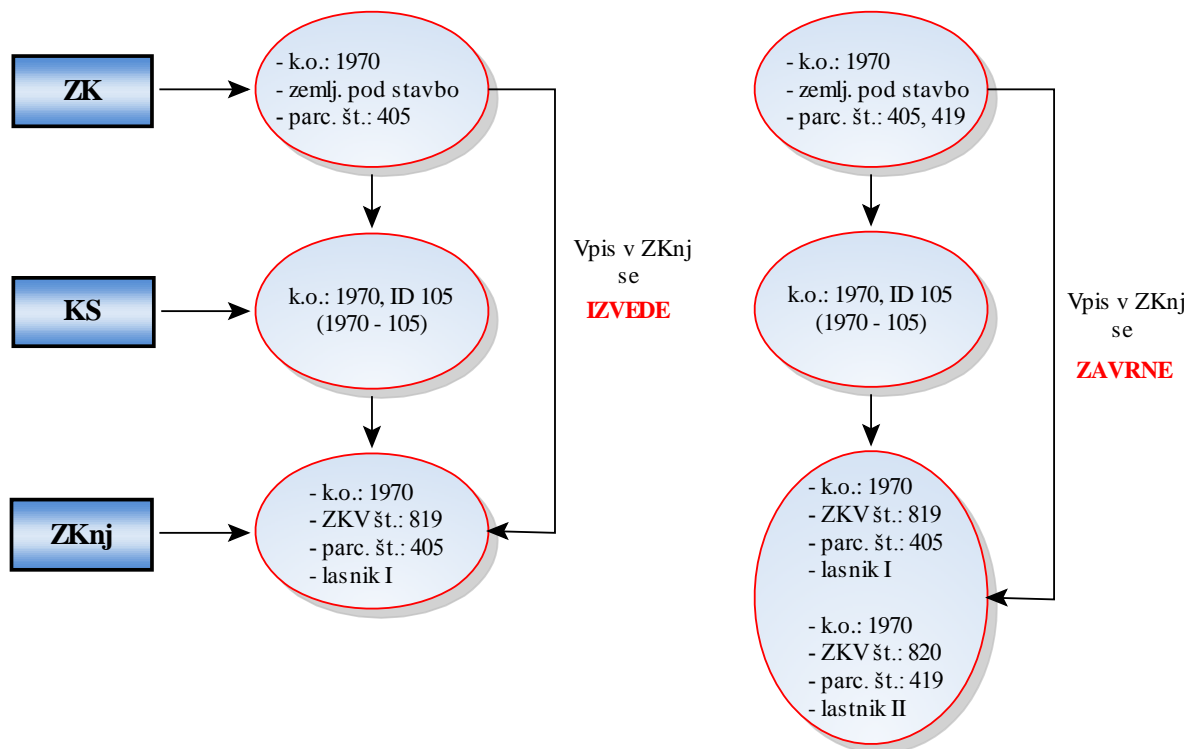 ZK
- k.o.: 1970
- zemlj. pod stavbo
- parc. št.: 405
- k.o.: 1970
- zemlj. pod stavbo
- parc. št.: 405, 419
KS
k.o.: 1970, ID 105
(1970 - 105)
Vpis v ZKnj
se
IZVEDE
k.o.: 1970, ID 105
(1970 - 105)
Vpis v ZKnj
se
ZAVRNE
ZKnj
- k.o.: 1970
- ZKV št.: 819
- parc. št.: 405
- lasnik I
- k.o.: 1970
- ZKV št.: 819
- parc. št.: 405
- lasnik I
- k.o.: 1970
- ZKV št.: 820
- parc. št.: 419
- lastnik II